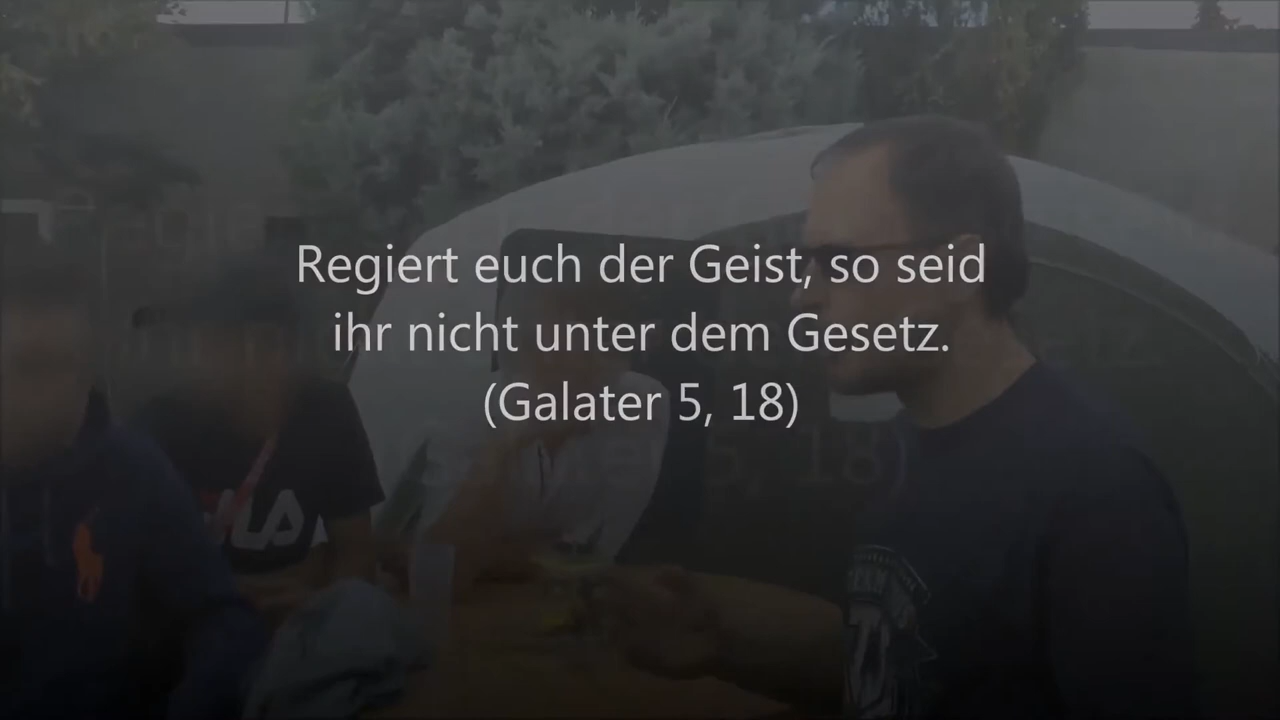 Regiert euch der Geist, so seid
ihr nicht unter dem Gesetz.
(Galater 5, 18)